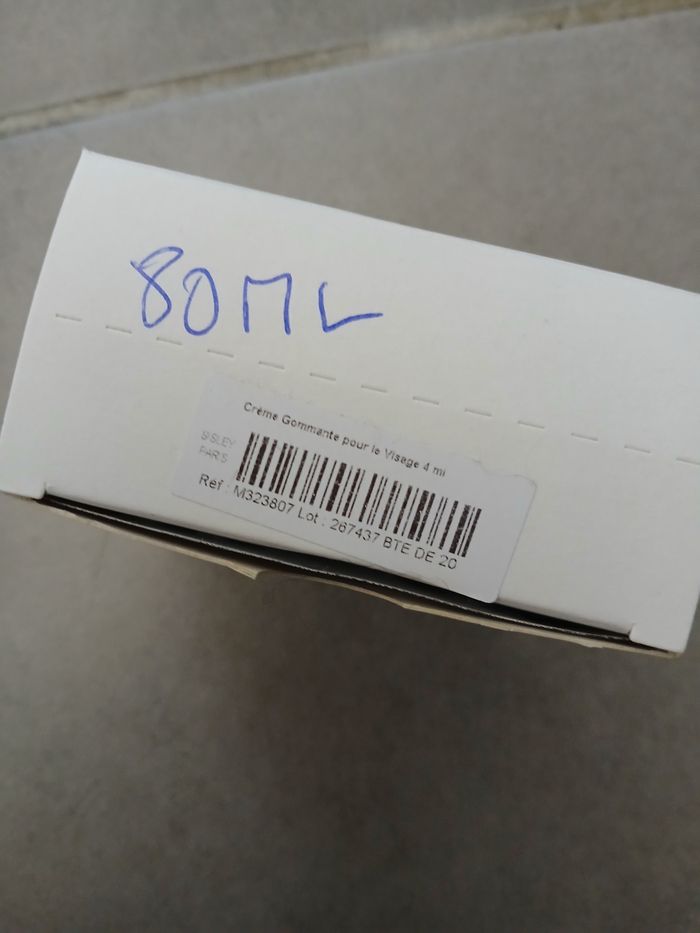 80ML
Crème Gommante pour le Visage 4 ml
SISLEY
PARIS
Ref : M323807 Lot : 267437 BTE DE 20